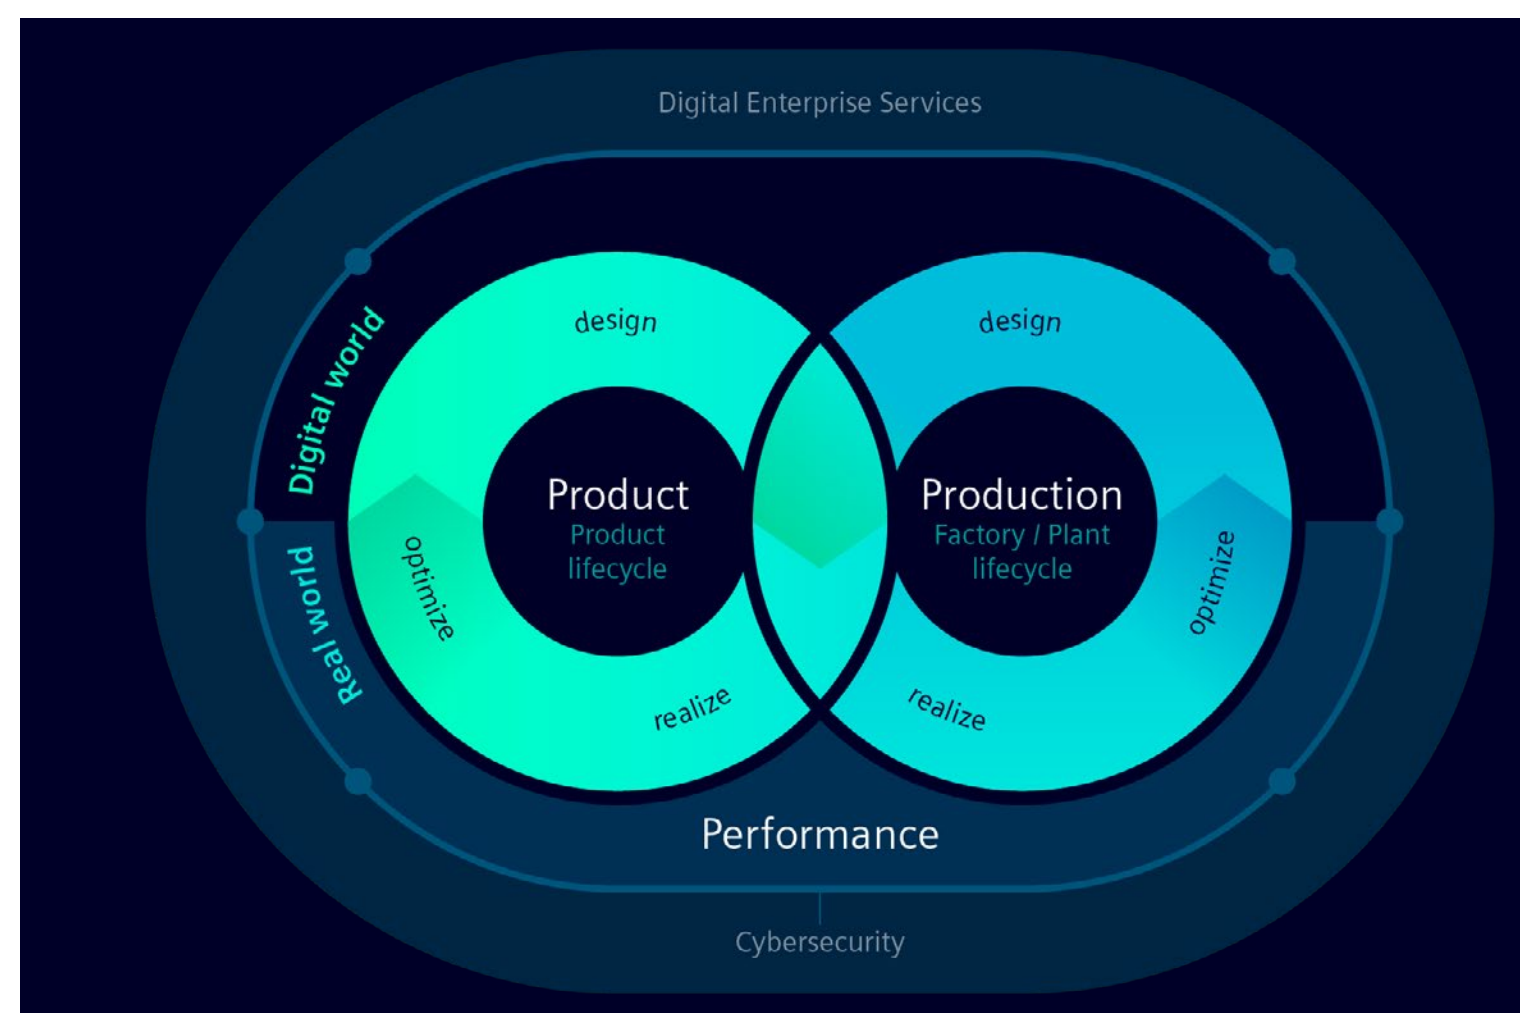 Digital Enterprise Services
Digital world
Real world
design
optimize
Product
Product
lifecycle
realize
design
Production
Factory / Plant
lifecycle
optimize
realize
Performance
Cybersecurity